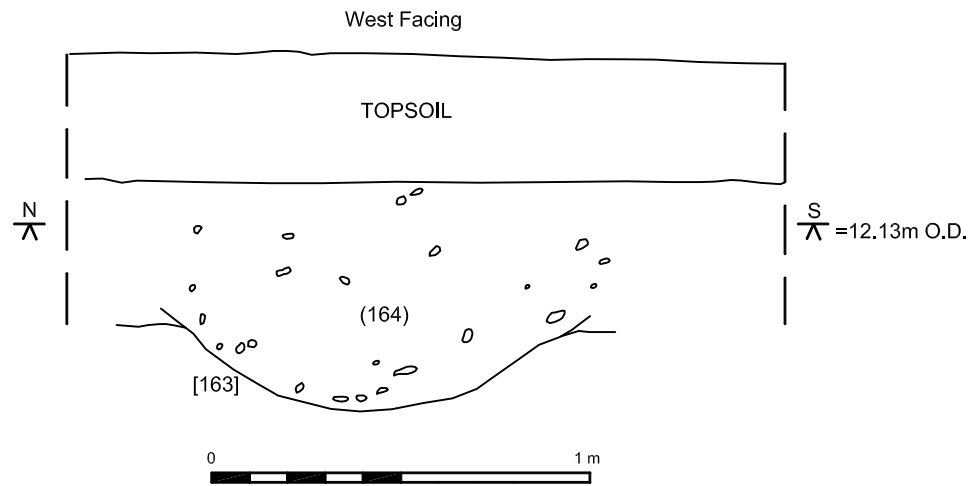 West Facing
TOPSOIL
N
S
=12.13m O.D.
(164)
[163]
0
1 m